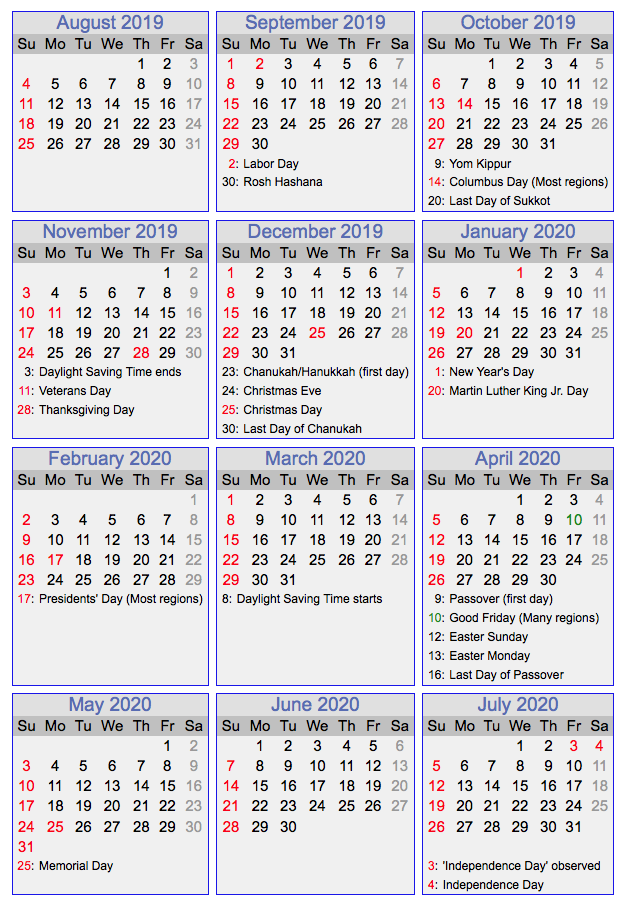 August 2019
Su Mo Tu We Th Fr Sa
1 2 3
4 5 6 7 8 9 10
11 12 13 14 15 16 17
18 19 20 21 22 23 24
25 26 27 28 29 30 31
September 2019
Su Mo Tu We Th Fr Sa
1 2 3 4 5 6 7
8 9 10 11 12 13 14
15 16 17 18 19 20 21
22 23 24 25 26 27 28
29 30
2: Labor Day
30: Rosh Hashana
October 2019
Su Mo Tu We Th Fr Sa
1 2 3 4 5
6 7 8 9 10 11 12
13 14 15 16 17 18 19
20 21 22 23 24 25 26
27 28 29 30 31
9: Yom Kippur
14: Columbus Day (Most regions)
20: Last Day of Sukkot
November 2019
Su Mo Tu We Th Fr Sa
1 2
3 4 5 6 7 8 9
10 11 12 13 14 15 16
17 18 19 20 21 22 23
24 25 26 27 28 29 30
3: Daylight Saving Time ends
11: Veterans Day
28: Thanksgiving Day
December 2019
Su Mo Tu We Th Fr Sa
1 2 3 4 5 6 7
8 9 10 11 12 13 14
15 16 17 18 19 20 21
22 23 24 25 26 27 28
29 30 31
23: Chanukah/Hanukkah (first day)
24: Christmas Eve
25: Christmas Day
30: Last Day of Chanukah
January 2020
Su Mo Tu We Th Fr Sa
1 2 3 4
5 6 7 8 9 10 11
12 13 14 15 16 17 18
19 20 21 22 23 24 25
26 27 28 29 30 31
1: New Year's Day
20: Martin Luther King Jr. Day
February 2020
Su Mo Tu We Th Fr Sa
1
2 3 4 5 6 7 8
9 10 11 12 13 14 15
16 17 18 19 20 21 22
23 24 25 26 27 28 29
17: Presidents' Day (Most regions)
March 2020
Su Mo Tu We Th Fr Sa
1 2 3 4 5 6 7
8 9 10 11 12 13 14
15 16 17 18 19 20 21
22 23 24 25 26 27 28
29 30 31
8: Daylight Saving Time starts
April 2020
Su Mo Tu We Th Fr Sa
1 2 3 4
5 6 7 8 9 10 11
12 13 14 15 16 17 18
19 20 21 22 23 24 25
26 27 28 29 30
9: Passover (first day)
10: Good Friday (Many regions)
12: Easter Sunday
13: Easter Monday
16: Last Day of Passover
May 2020
Su Mo Tu We Th Fr Sa
1 2
3 4 5 6 7 8 9
10 11 12 13 14 15 16
17 18 19 20 21 22 23
24 25 26 27 28 29 30
31
25: Memorial Day
June 2020
Su Mo Tu We Th Fr Sa
1 2 3 4 5 6
7 8 9 10 11 12 13
14 15 16 17 18 19 20
21 22 23 24 25 26 27
28 29 30
July 2020
Su Mo Tu We Th Fr Sa
1 2 3 4
5 6 7 8 9 10 11
12 13 14 15 16 17 18
19 20 21 22 23 24 25
26 27 28 29 30 31
3: 'Independence Day' observed
4: Independence Day